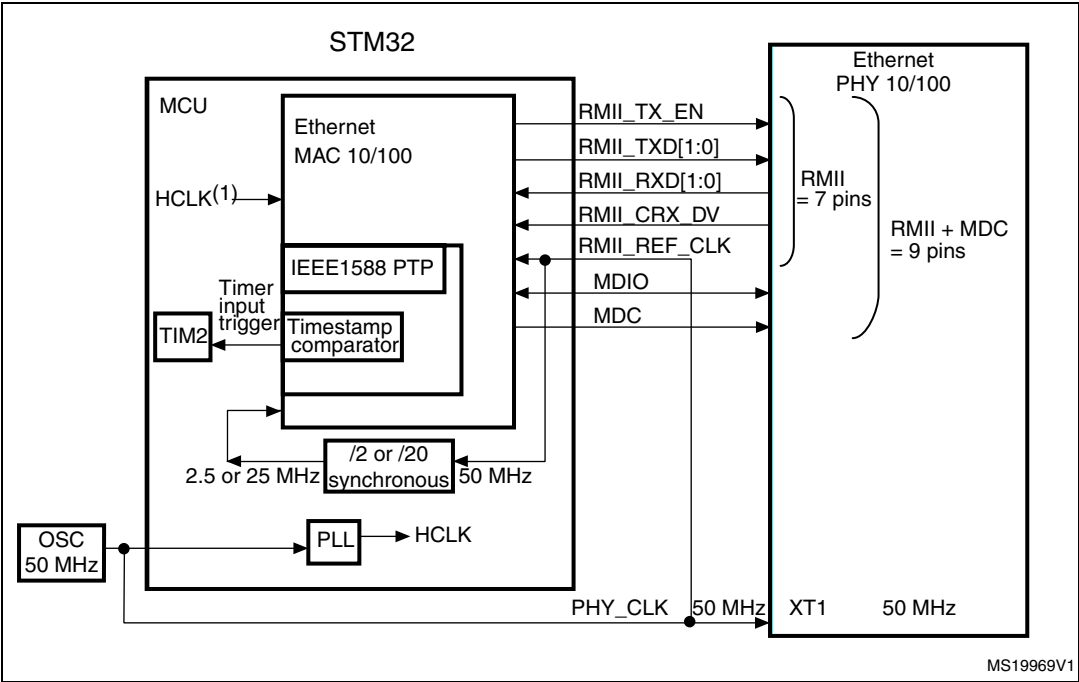 STM32
MCU
Ethernet
MAC 10/100
HCLK(1)
IEEE1588 PTP
Timer
input
trigger
TIM2
Timestamp
comparator
/2 or /20
synchronous
2.5 or 25 MHz
50 MHz
OSC
50 MHz
PLL
HCLK
RMII_TX_EN
RMII_TXD[1:0]
RMII_RXD[1:0]
RMII_CRX_DV
RMII_REF_CLK
MDIO
MDC
PHY_CLK
50 MHz
Ethernet
PHY 10/100
RMII
= 7 pins
RMII + MDC
= 9 pins
XT1
50 MHz
MS19969V1